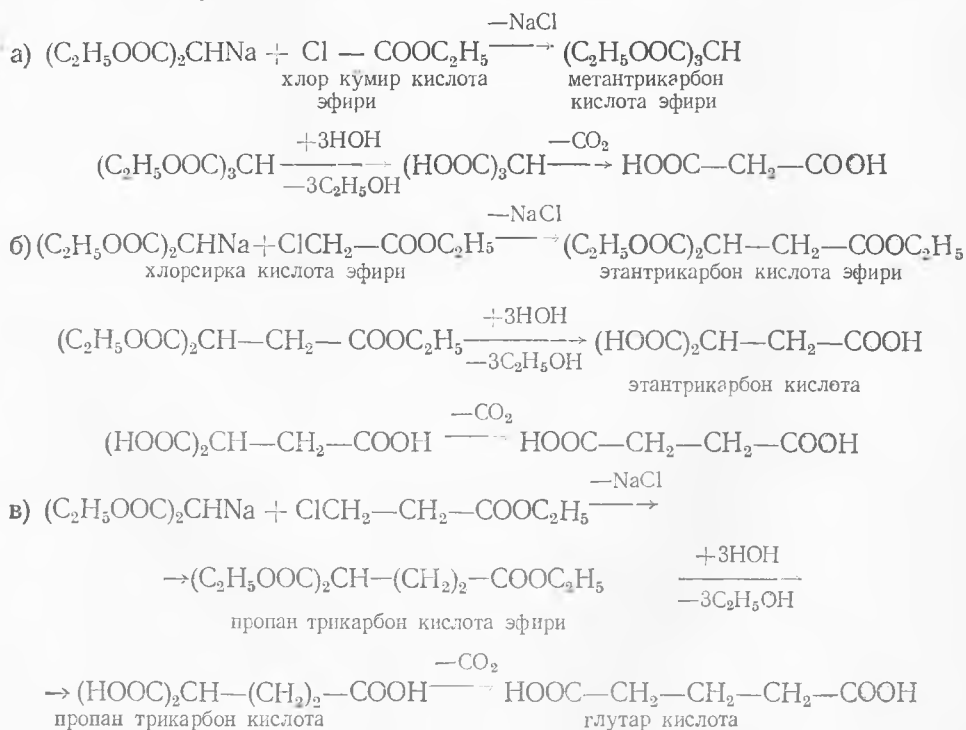 —NaCl
а) (C₂H₅OOC)₂CHNa + Cl — COOC₂H₅ ⟶ (C₂H₅OOC)₃CH
хлор кумир кислота метантрикарбон
эфири кислота эфири
+3HOH —CO₂
(C₂H₅OOC)₃CH ⟶ (HOOC)₃CH ⟶ HOOC—CH₂—COOH
—3C₂H₅OH
—NaCl
б) (C₂H₅OOC)₂CHNa+ClCH₂—COOC₂H₅ ⟶ (C₂H₅OOC)₂CH—CH₂—COOC₂H₅
хлорсирка кислота эфири этантрикарбон кислота эфири
+3HOH
(C₂H₅OOC)₂CH—CH₂— COOC₂H₅ ⟶ (HOOC)₂CH—CH₂—COOH
—3C₂H₅OH
этантрикарбон кислота
—CO₂
(HOOC)₂CH—CH₂—COOH ⟶ HOOC—CH₂—CH₂—COOH
—NaCl
в) (C₂H₅OOC)₂CHNa + ClCH₂—CH₂—COOC₂H₅ ⟶
+3HOH
→(C₂H₅OOC)₂CH—(CH₂)₂—COOC₂H₅
—3C₂H₅OH
пропан трикарбон кислота эфири
—CO₂
→ (HOOC)₂CH—(CH₂)₂—COOH ⟶ HOOC—CH₂—CH₂—CH₂—COOH
пропан трикарбон кислота глутар кислота